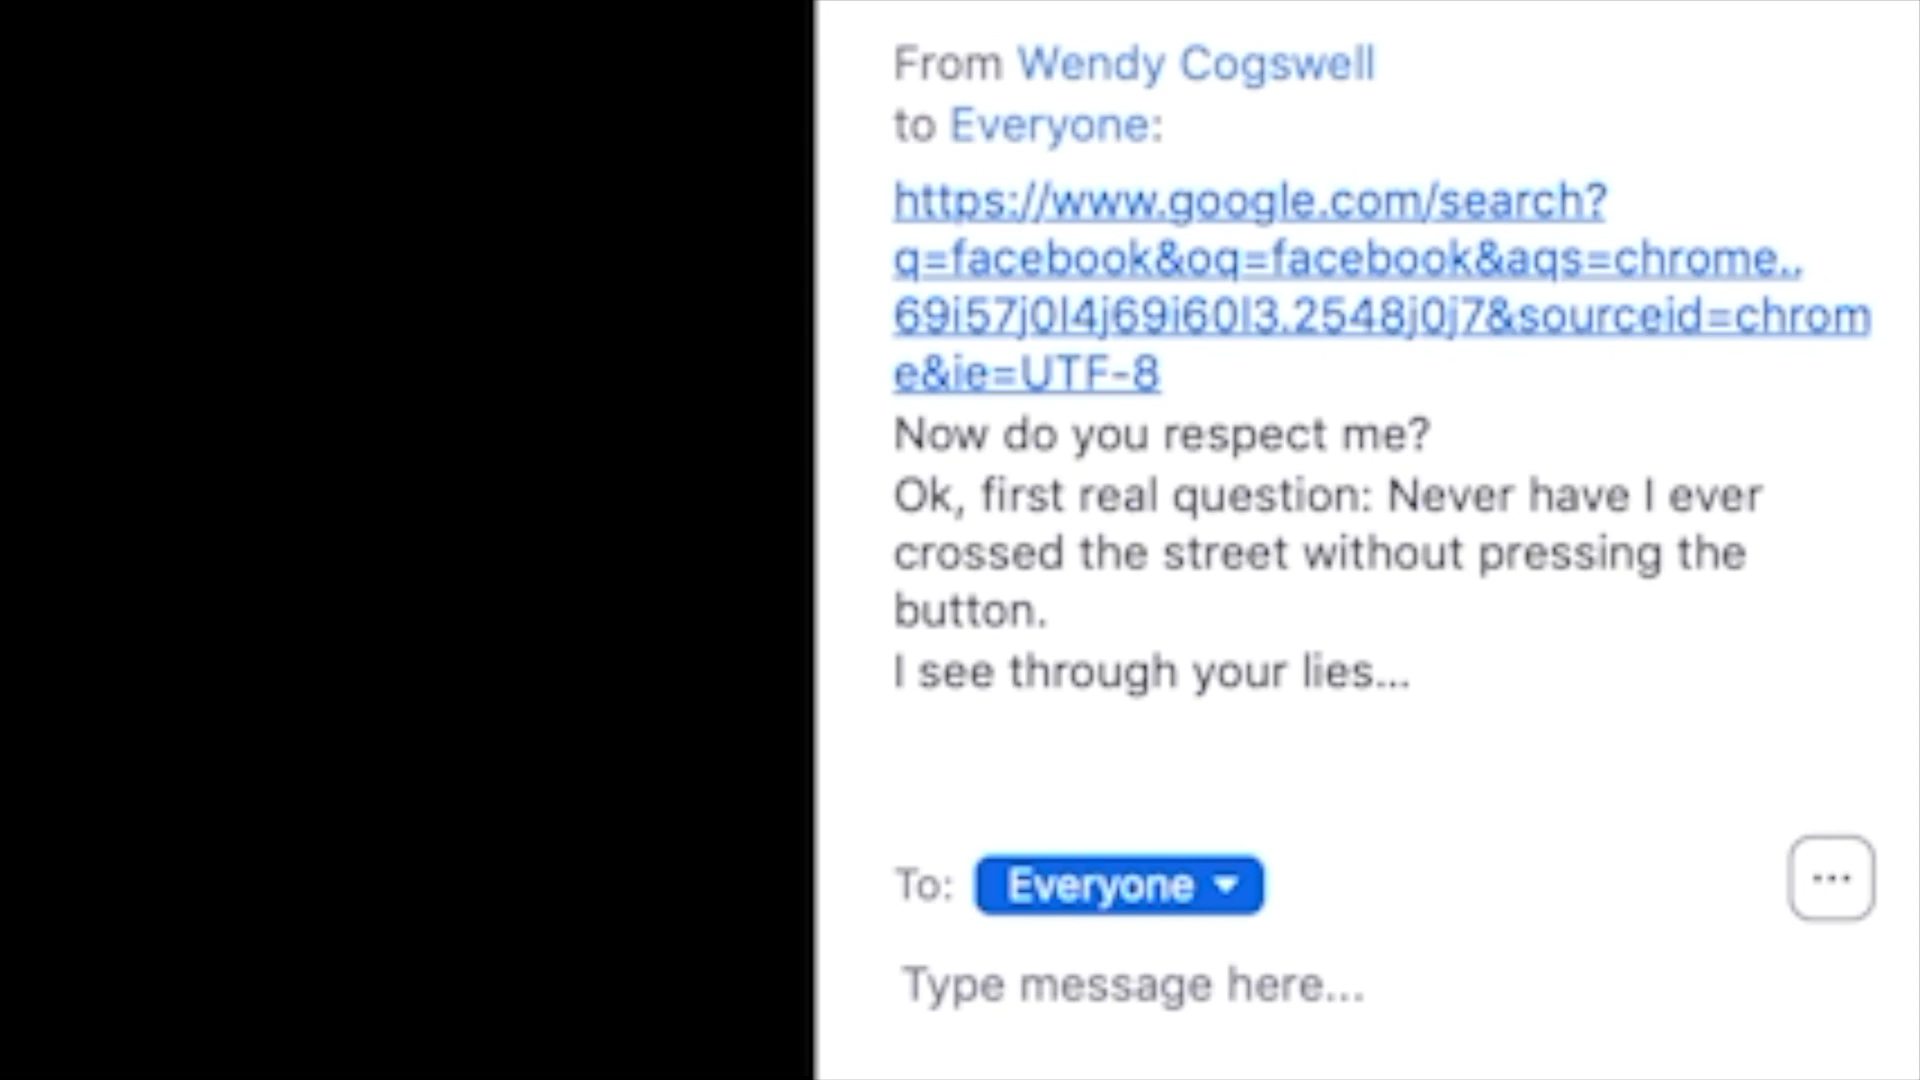 From Wendy Cogswell
to Everyone:
https://www.google.com/search?
q=facebook&oq=facebook&aqs=chrome..
69i57j0l4j69i60l3.2548j0j7&sourceid=chrom
e&ie=UTF-8
Now do you respect me?
Ok, first real question: Never have I ever
crossed the street without pressing the
button.
I see through your lies...
To: Everyone
Type message here...